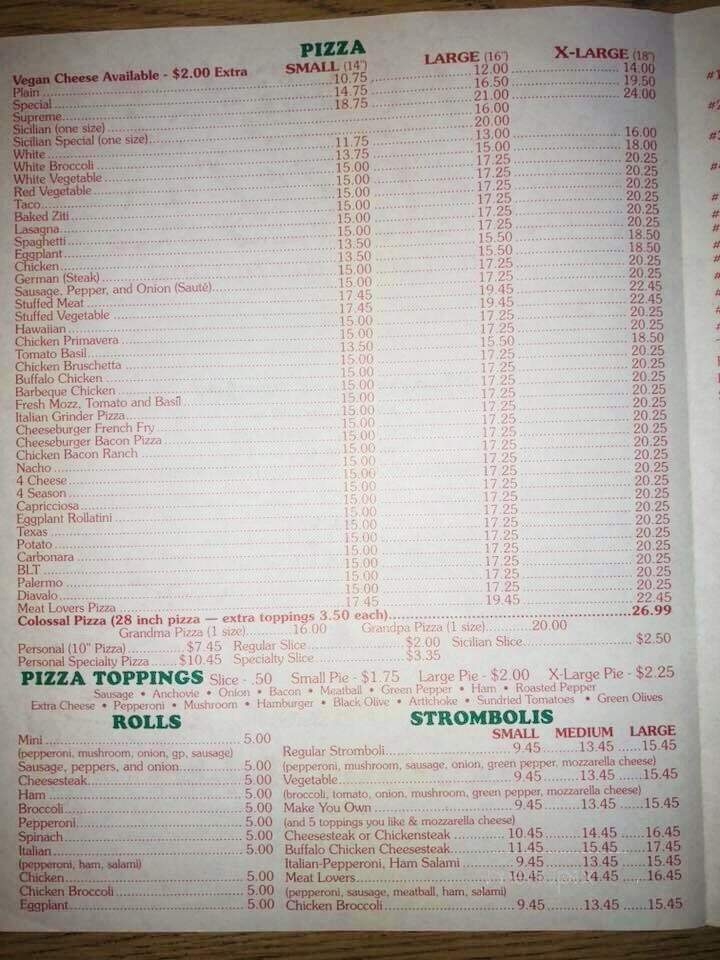 PIZZA
Vegan Cheese Available - $2.00 Extra SMALL (14") LARGE (16") X-LARGE (18")
Plain 10.75 12.00 14.00
Special 14.75 16.50 19.50
Supreme 18.75 21.00 24.00
Sicilian (one size) 16.00
Sicilian Special (one size) 20.00
White 11.75 13.00 16.00
White Broccoli 13.75 15.00 18.00
White Vegetable 15.00 17.25 20.25
Red Vegetable 15.00 17.25 20.25
Taco 15.00 17.25 20.25
Baked Ziti 15.00 17.25 20.25
Lasagna 15.00 17.25 20.25
Spaghetti 15.00 17.25 20.25
Eggplant 13.50 15.50 18.50
Chicken 13.50 15.50 18.50
German (Steak) 15.00 17.25 20.25
Sausage, Pepper, and Onion (Sauté) 15.00 17.25 20.25
Stuffed Meat 17.45 19.45 22.45
Stuffed Vegetable 17.45 19.45 22.45
Hawaiian 15.00 17.25 20.25
Chicken Primavera 15.00 17.25 20.25
Tomato Basil 13.50 15.50 18.50
Chicken Bruschetta 15.00 17.25 20.25
Buffalo Chicken 15.00 17.25 20.25
Barbeque Chicken 15.00 17.25 20.25
Fresh Mozz, Tomato and Basil 15.00 17.25 20.25
Italian Grinder Pizza 15.00 17.25 20.25
Cheeseburger French Fry 15.00 17.25 20.25
Cheeseburger Bacon Pizza 15.00 17.25 20.25
Chicken Bacon Ranch 15.00 17.25 20.25
Nacho 15.00 17.25 20.25
4 Cheese 15.00 17.25 20.25
4 Season 15.00 17.25 20.25
Capricciosa 15.00 17.25 20.25
Eggplant Rollatini 15.00 17.25 20.25
Texas 15.00 17.25 20.25
Potato 15.00 17.25 20.25
Carbonara 15.00 17.25 20.25
BLT 15.00 17.25 20.25
Palermo 15.00 17.25 20.25
Diavalo 15.00 17.25 20.25
Meat Lovers Pizza 17.45 19.45 22.45
Colossal Pizza (28 inch pizza — extra toppings 3.50 each) 26.99
Grandma Pizza (1 size) 16.00 Grandpa Pizza (1 size) 20.00
Personal (10" Pizza) $7.45 Regular Slice $2.00 Sicilian Slice $2.50
Personal Specialty Pizza $10.45 Specialty Slice $3.35
PIZZA TOPPINGS Slice - .50 Small Pie - $1.75 Large Pie - $2.00 X-Large Pie - $2.25
Sausage • Anchovie • Onion • Bacon • Meatball • Green Pepper • Ham • Roasted Pepper
Extra Cheese • Pepperoni • Mushroom • Hamburger • Black Olive • Artichoke • Sundried Tomatoes • Green Olives
ROLLS
Mini 5.00
(pepperoni, mushroom, onion, gp, sausage)
Sausage, peppers, and onion 5.00
Cheesesteak 5.00
Ham 5.00
Broccoli 5.00
Pepperoni 5.00
Spinach 5.00
Italian 5.00
(pepperoni, ham, salami)
Chicken 5.00
Chicken Broccoli 5.00
Eggplant 5.00
STROMBOLIS
SMALL MEDIUM LARGE
Regular Stromboli 9.45 13.45 15.45
(pepperoni, mushroom, sausage, onion, green pepper, mozzarella cheese)
Vegetable 9.45 13.45 15.45
(broccoli, tomato, onion, mushroom, green pepper, mozzarella cheese)
Make You Own 9.45 13.45 15.45
(and 5 toppings you like & mozzarella cheese)
Cheesesteak or Chickensteak 10.45 14.45 16.45
Buffalo Chicken Cheesesteak 11.45 15.45 17.45
Italian-Pepperoni, Ham Salami 9.45 13.45 15.45
Meat Lovers 10.45 14.45 16.45
(pepperoni, sausage, meatball, ham, salami)
Chicken Broccoli 9.45 13.45 15.45